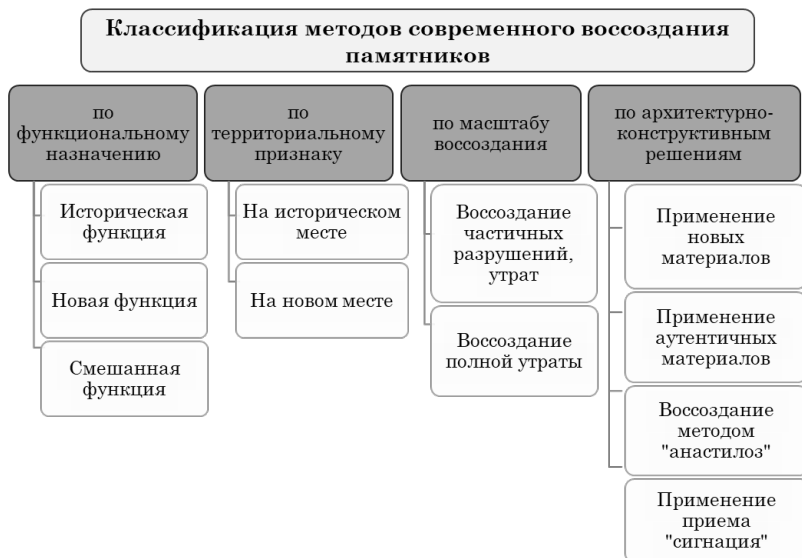 Классификация методов современного воссоздания
памятников
по
функциональному
назначению
Историческая
функция
Новая функция
Смешанная
функция
по
территориальному
признаку
На историческом
месте
На новом месте
по масштабу
воссоздания
Воссоздание
частичных
разрушений,
утрат
Воссоздание
полной утраты
по архитектурно-
конструктивным
решениям
Применение
новых
материалов
Применение
аутентичных
материалов
Воссоздание
методом
"анастилоз"
Применение
приема
"сигнация"